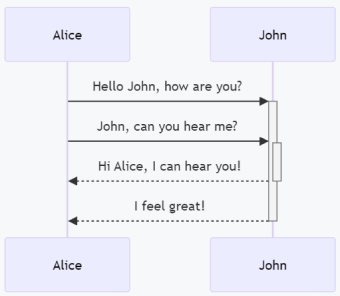 Alice
John
Hello John, how are you?
John, can you hear me?
Hi Alice, I can hear you!
I feel great!
Alice
John